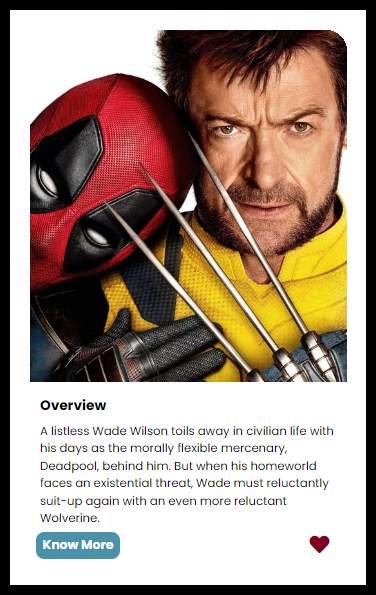 Overview
A listless Wade Wilson toils away in civilian life with
his days as the morally flexible mercenary,
Deadpool, behind him. But when his homeworld
faces an existential threat, Wade must reluctantly
suit-up again with an even more reluctant
Wolverine.
Know More